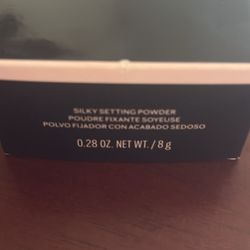 SILKY SETTING POWDER
POUDRE FIXANTE SOYEUSE
POLVO FIJADOR CON ACABADO SEDOSO
0.28 OZ. NET WT. / 8 g